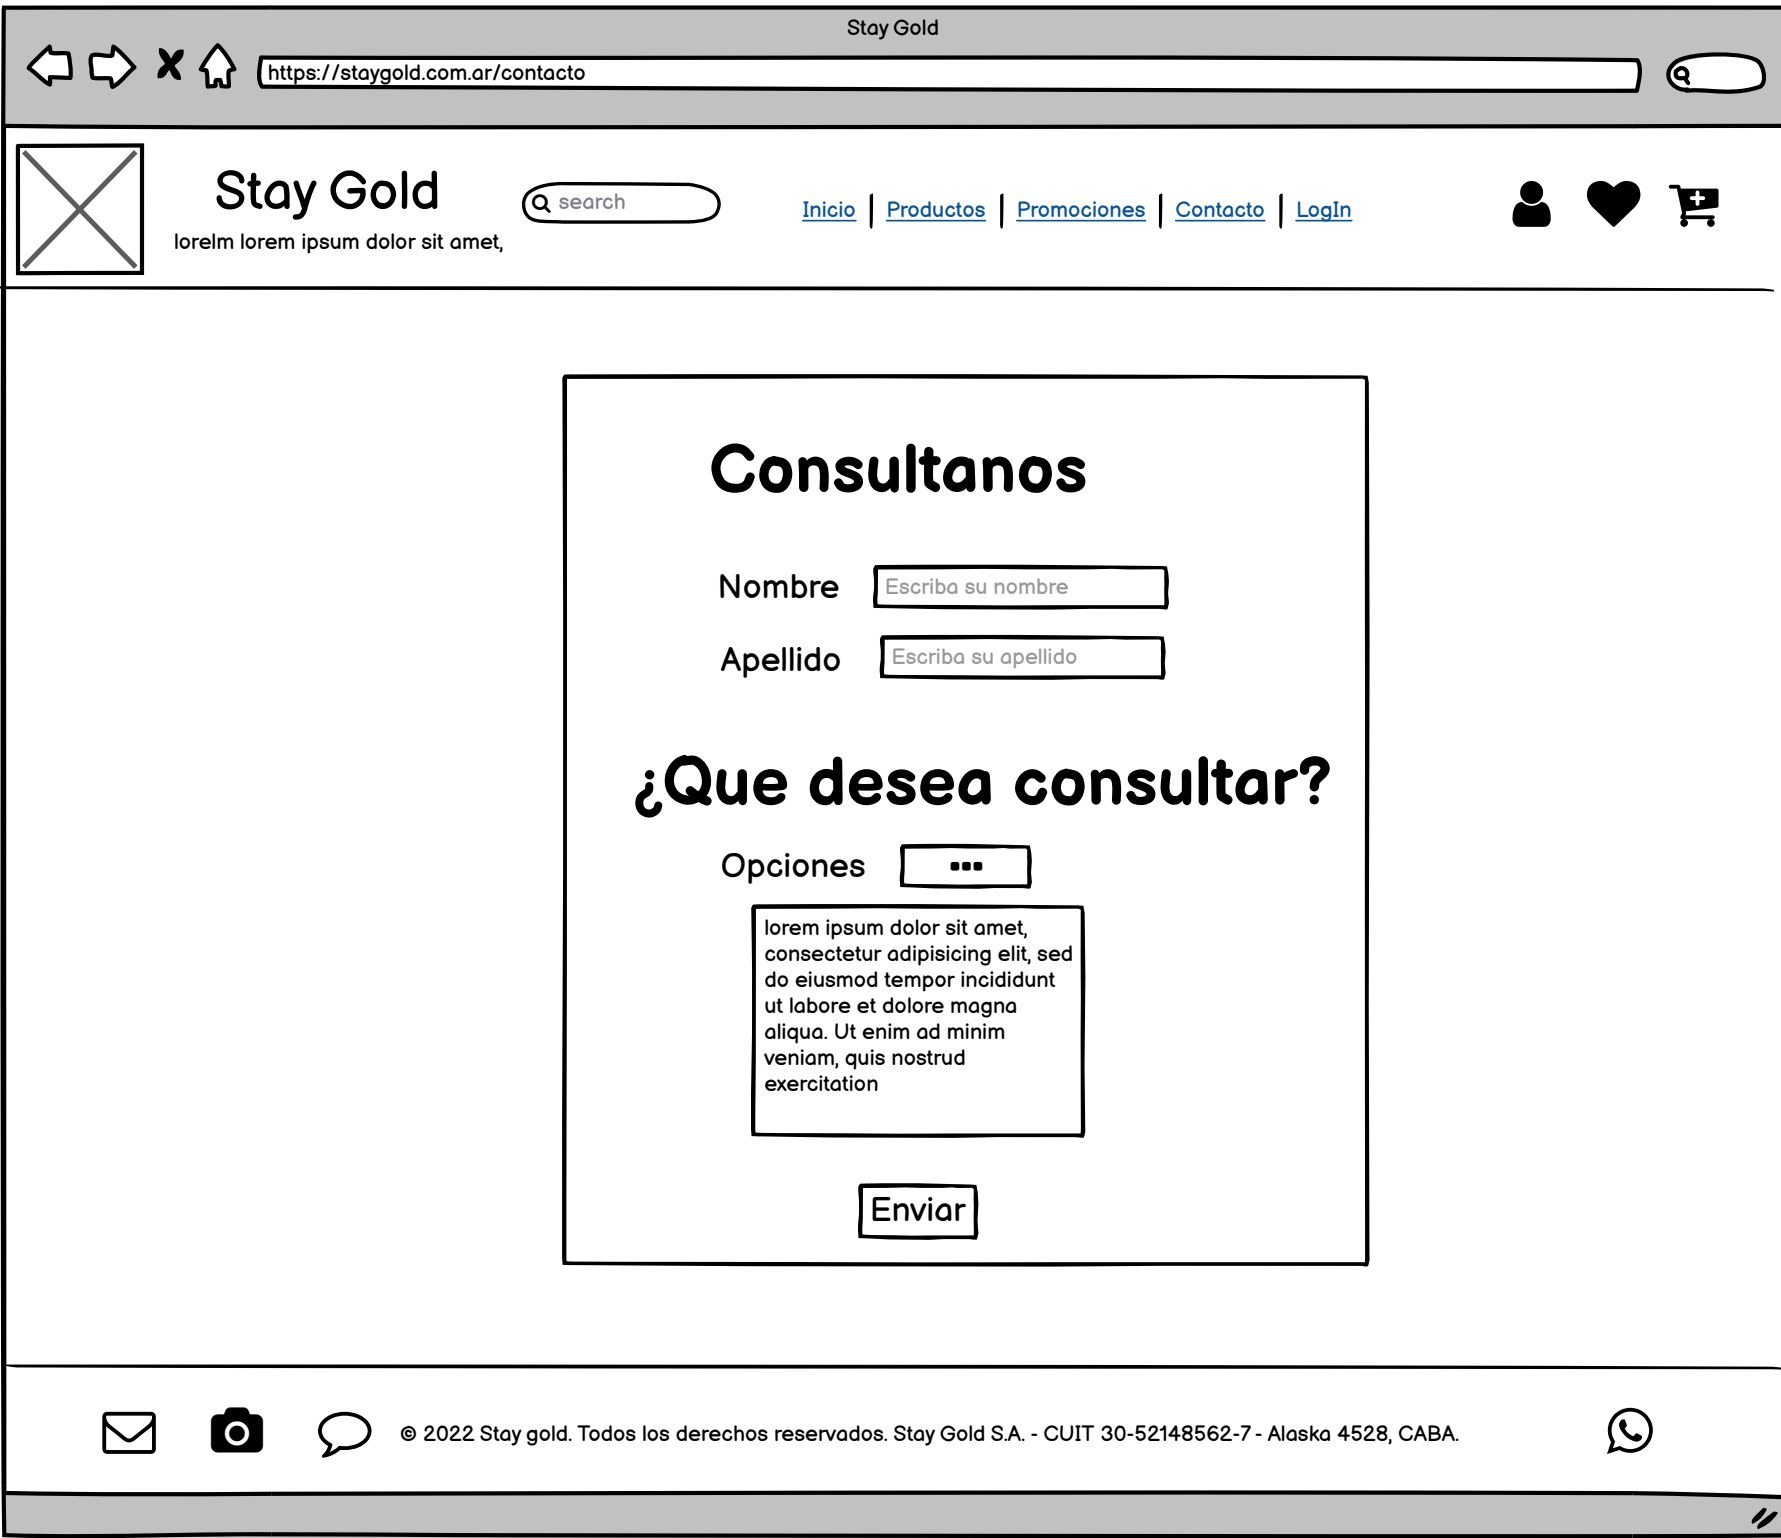 Stay Gold
https://staygold.com.ar/contacto
Stay Gold
lorelm lorem ipsum dolor sit amet,
search
Inicio | Productos | Promociones | Contacto | LogIn
Consultanos
Nombre Escriba su nombre
Apellido Escriba su apellido
¿Que desea consultar?
Opciones ...
lorem ipsum dolor sit amet,
consectetur adipisicing elit, sed
do eiusmod tempor incididunt
ut labore et dolore magna
aliqua. Ut enim ad minim
veniam, quis nostrud
exercitation
Enviar
© 2022 Stay gold. Todos los derechos reservados. Stay Gold S.A. - CUIT 30-52148562-7 - Alaska 4528, CABA.